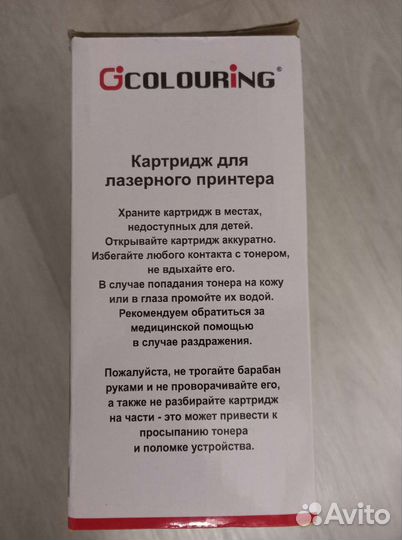 GCOLOURiNG®
Картридж для
лазерного принтера
Храните картридж в местах,
недоступных для детей.
Открывайте картридж аккуратно.
Избегайте любого контакта с тонером,
не вдыхайте его.
В случае попадания тонера на кожу
или в глаза промойте их водой.
Рекомендуем обратиться за
медицинской помощью
в случае раздражения.
Пожалуйста, не трогайте барабан
руками и не проворачивайте его,
а также не разбирайте картридж
на части - это может привести к
просыпанию тонера
и поломке устройства.
Avito